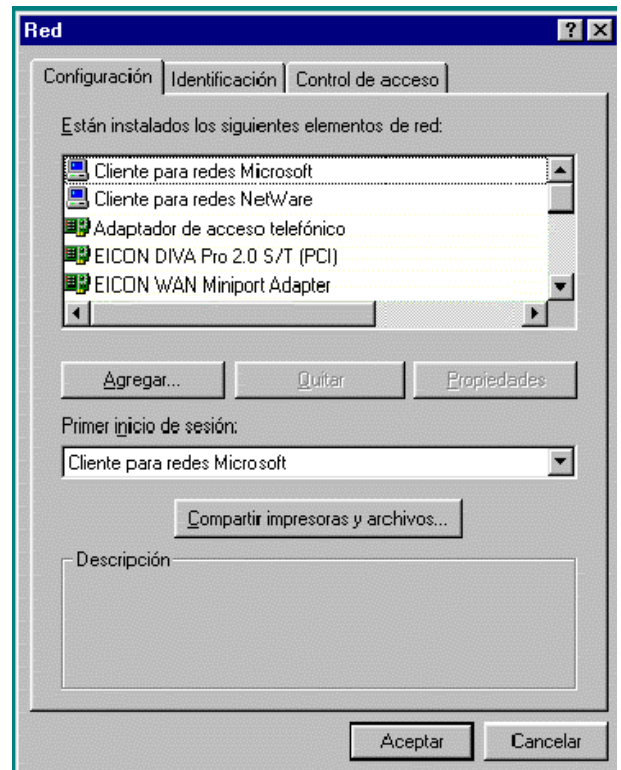 Red
Configuración Identificación Control de acceso
Están instalados los siguientes elementos de red:
Cliente para redes Microsoft
Cliente para redes NetWare
Adaptador de acceso telefónico
EICON DIVA Pro 2.0 S/T (PCI)
EICON WAN Miniport Adapter
Agregar... Quitar Propiedades
Primer inicio de sesión:
Cliente para redes Microsoft
Compartir impresoras y archivos...
Descripción
Aceptar Cancelar